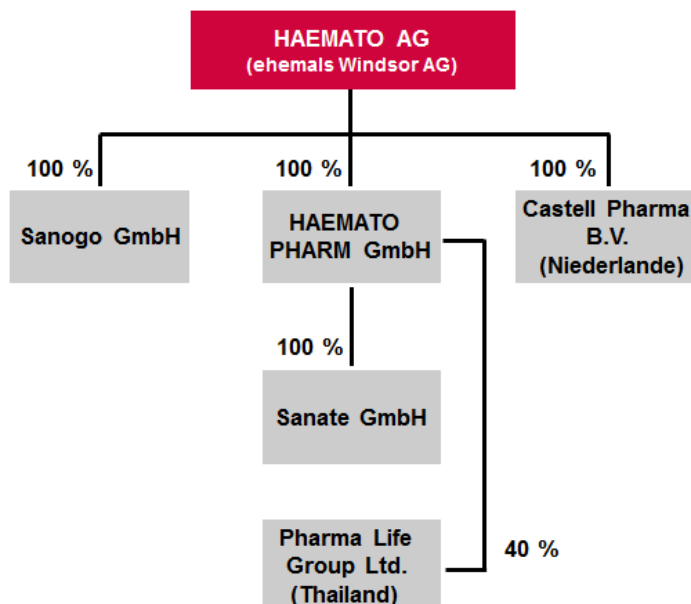 HAEMATO AG
(ehemals Windsor AG)
100 %
100 %
100 %
Sanogo GmbH
HAEMATO
PHARM GmbH
Castell Pharma
B.V.
(Niederlande)
100 %
Sanate GmbH
Pharma Life
Group Ltd.
(Thailand)
40 %